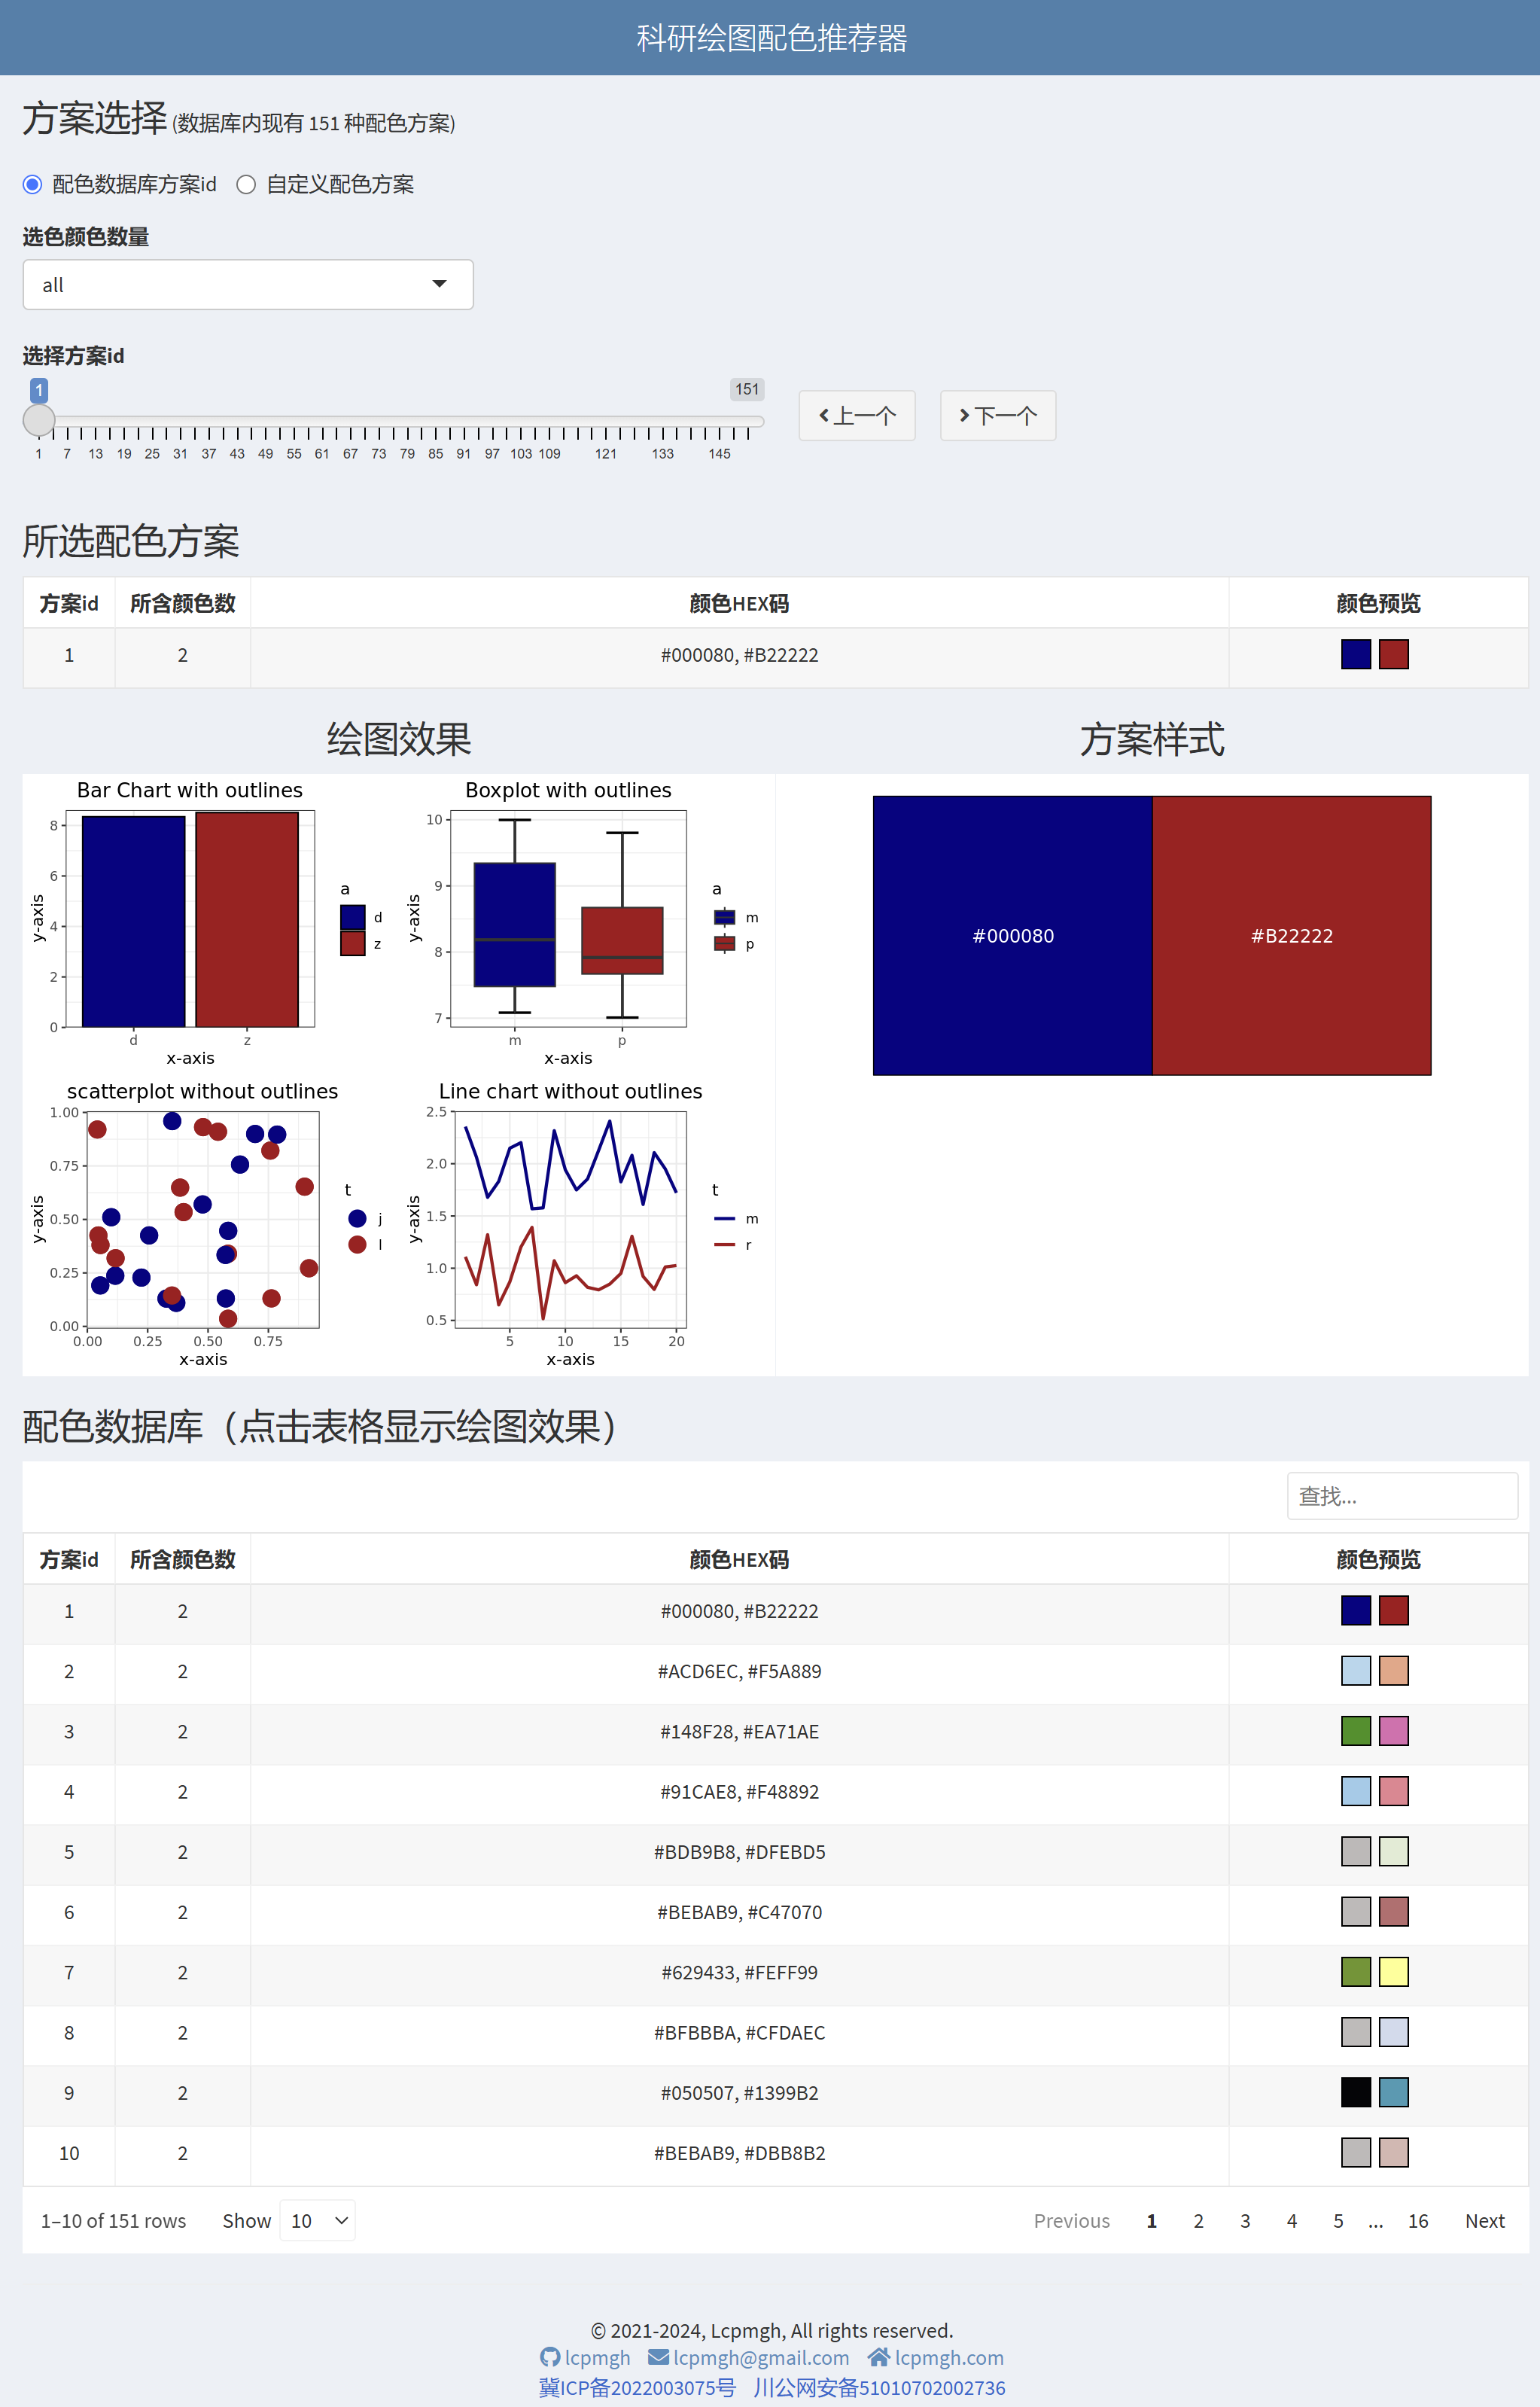 科研绘图配色推荐器
方案选择 (数据库内现有 151 种配色方案)
配色数据库方案id 自定义配色方案
选色颜色数量
all
选择方案id
1 151
上一个 下一个
1 7 13 19 25 31 37 43 49 55 61 67 73 79 85 91 97 103 109 121 133 145
所选配色方案
方案id 所含颜色数 颜色HEX码 颜色预览
1 2 #000080, #B22222
绘图效果 方案样式
Bar Chart with outlines
8
6
4
2
0
y-axis
d z
x-axis
a
d
z
Boxplot with outlines
10
9
8
7
y-axis
m p
x-axis
a
m
p
#000080 #B22222
scatterplot without outlines
1.00
0.75
0.50
0.25
0.00
y-axis
0.00 0.25 0.50 0.75
x-axis
t
j
l
Line chart without outlines
2.5
2.0
1.5
1.0
0.5
y-axis
5 10 15 20
x-axis
t
m
r
配色数据库（点击表格显示绘图效果）
查找...
方案id 所含颜色数 颜色HEX码 颜色预览
1 2 #000080, #B22222
2 2 #ACD6EC, #F5A889
3 2 #148F28, #EA71AE
4 2 #91CAE8, #F48892
5 2 #BDB9B8, #DFEBD5
6 2 #BEBAB9, #C47070
7 2 #629433, #FEFF99
8 2 #BFBBBA, #CFDAEC
9 2 #050507, #1399B2
10 2 #BEBAB9, #DBB8B2
1–10 of 151 rows Show 10 Previous 1 2 3 4 5 ... 16 Next
© 2021-2024, Lcpmgh, All rights reserved.
lcpmgh lcpmgh@gmail.com lcpmgh.com
冀ICP备2022003075号 川公网安备51010702002736